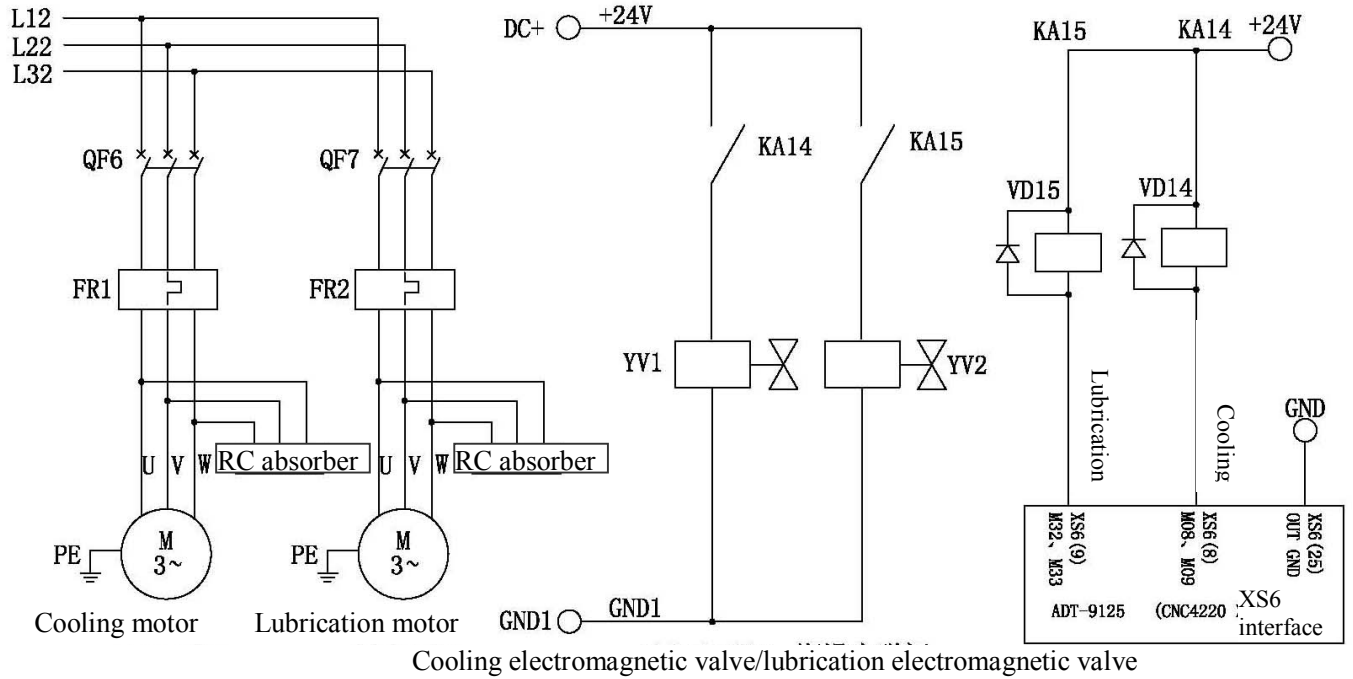 L12
L22
L32
QF6
QF7
FR1
FR2
RC absorber
RC absorber
U V W
U V W
PE
M
3~
PE
M
3~
Cooling motor
Lubrication motor
DC+
+24V
KA14
KA15
YV1
YV2
GND1
GND1
KA15
KA14
+24V
VD15
VD14
Lubrication
Cooling
GND
XS6(9)
M32、M33
XS6(8)
M08、M09
XS6(25)
OUT GND
ADT-9125
(CNC4220
XS6
interface
Cooling electromagnetic valve/lubrication electromagnetic valve